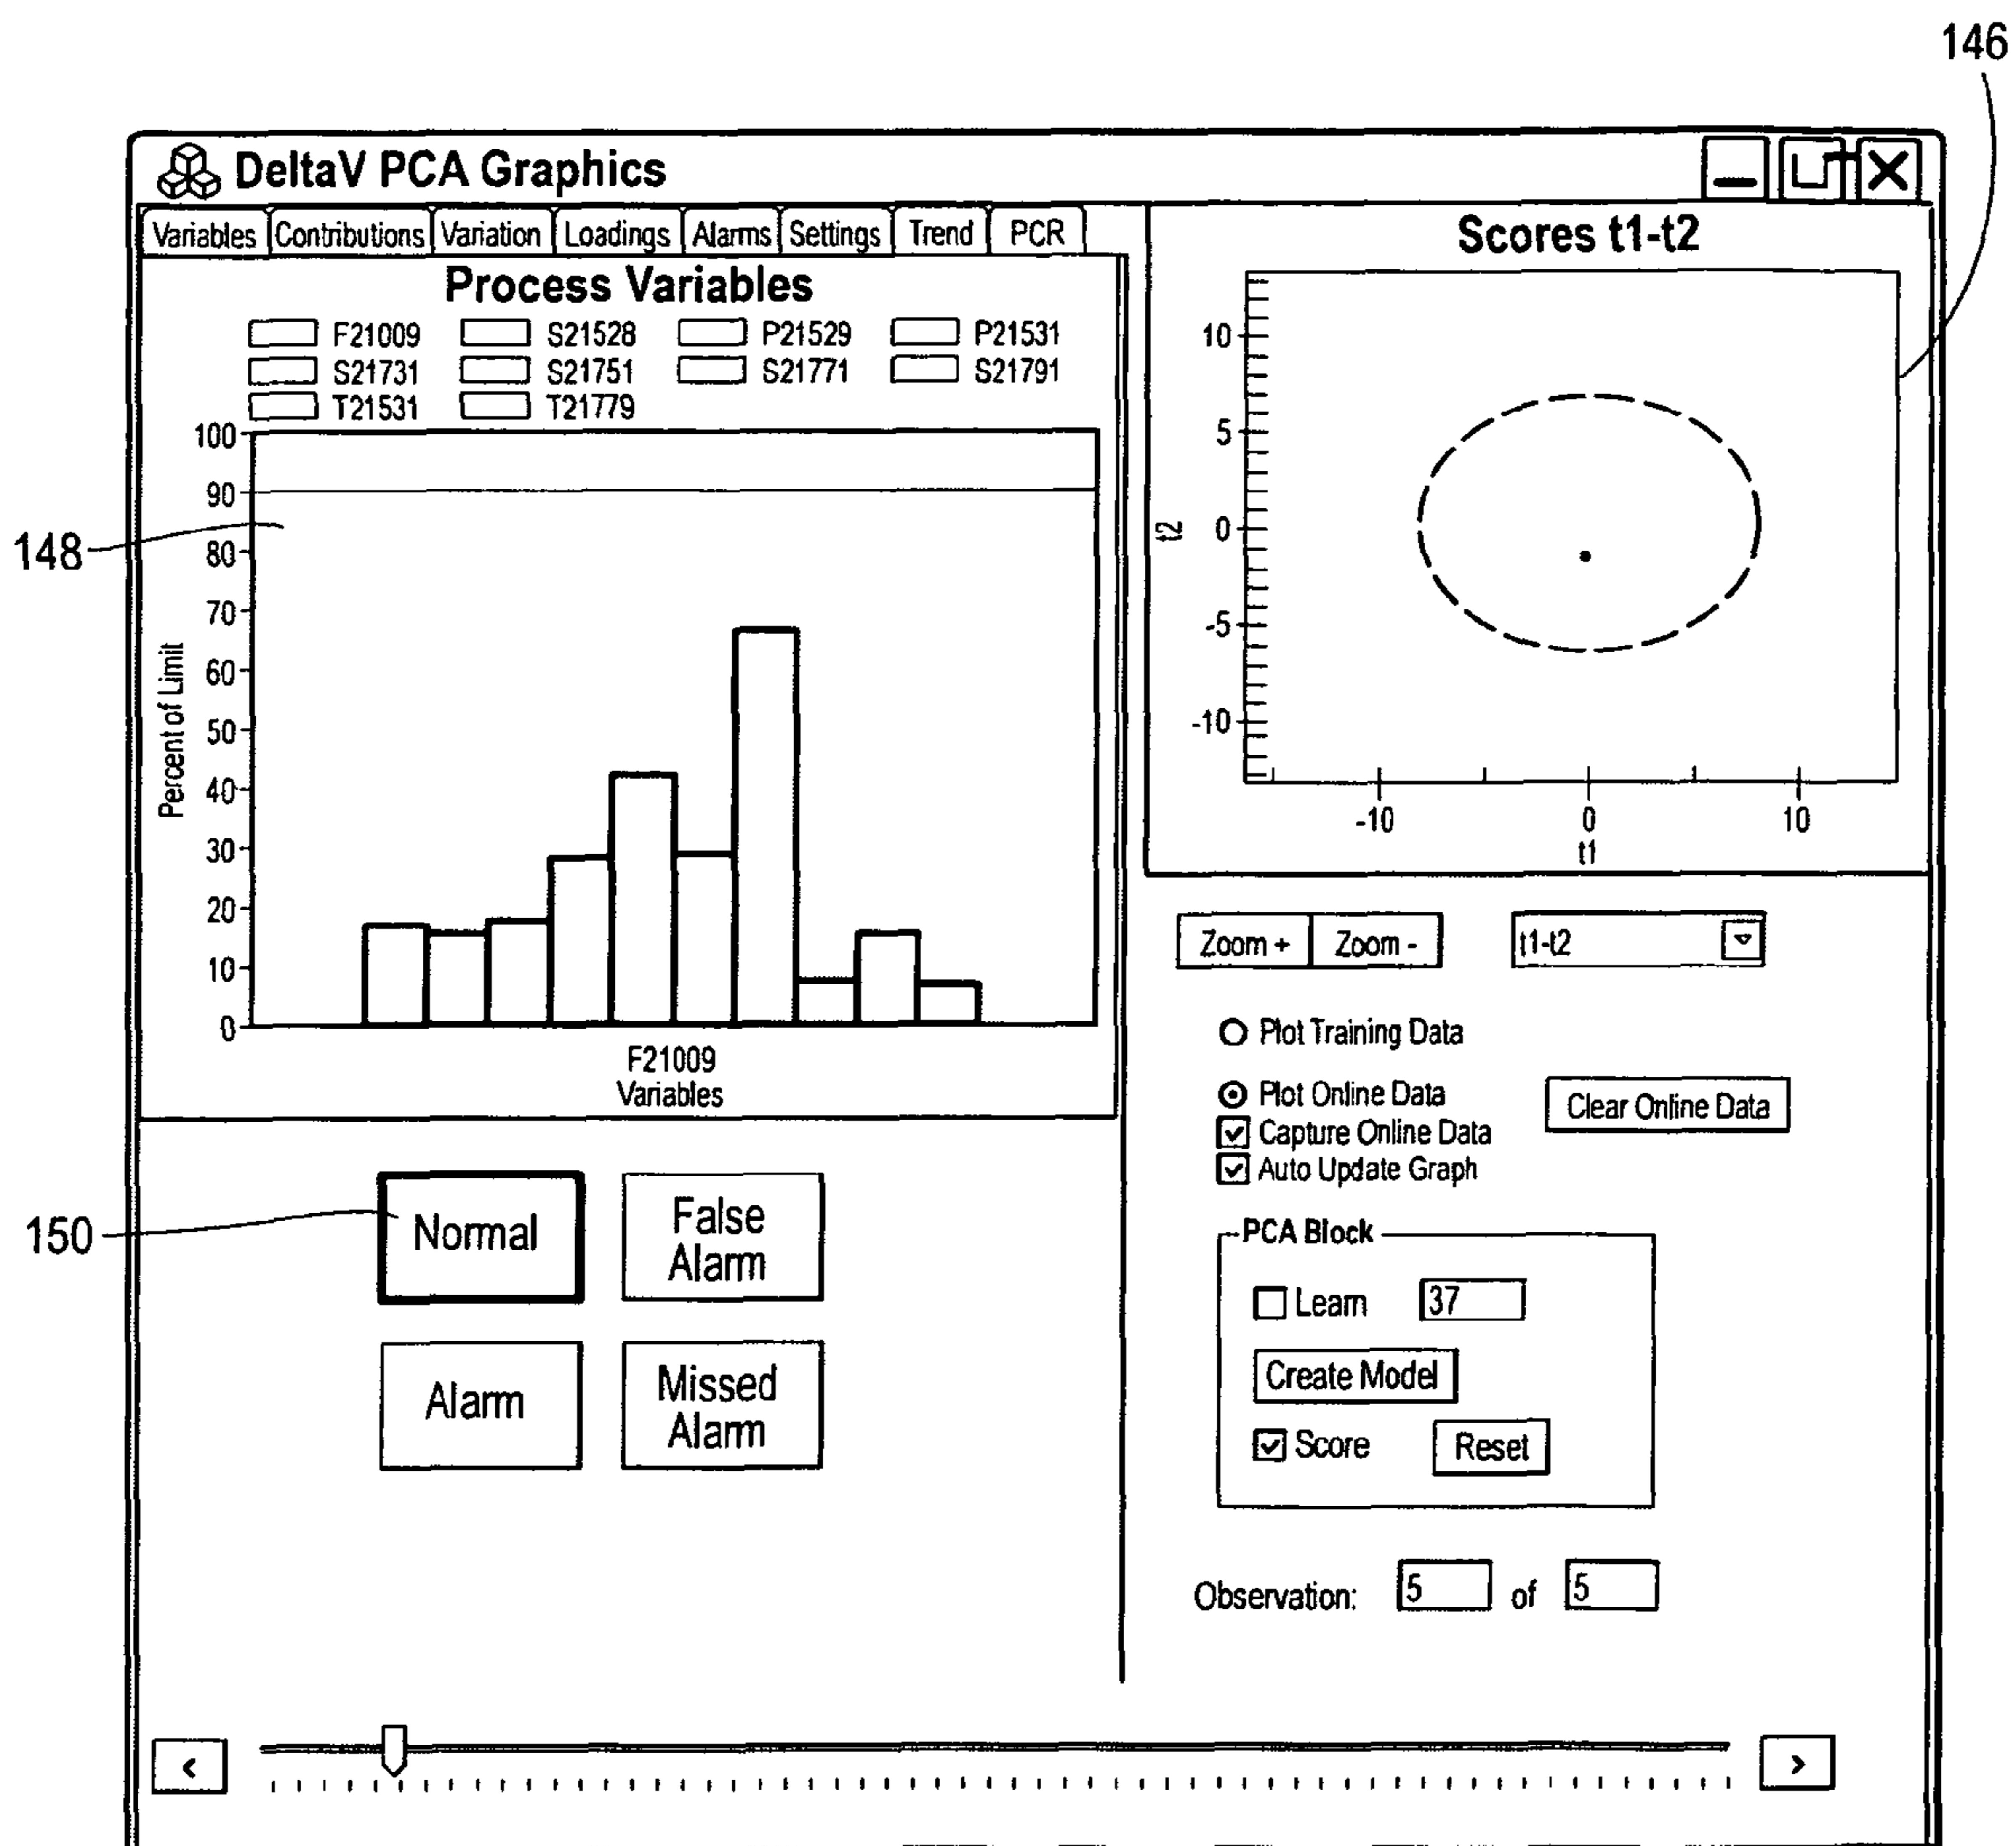 146
DeltaV PCA Graphics
Variables Contributions Variation Loadings Alarms Settings Trend PCR
Process Variables
F21009 S21528 P21529 P21531
S21731 S21751 S21771 S21791
T21531 T21779
100
90
80
70
60
50
40
30
20
10
0
Percent of Limit
F21009
Variables
148
Scores t1-t2
10
5
0
-5
-10
t2
-10 0 10
t1
Zoom + Zoom - t1-t2
Plot Training Data
Plot Online Data
Clear Online Data
Capture Online Data
Auto Update Graph
150
Normal
False
Alarm
Alarm
Missed
Alarm
PCA Block
Learn 37
Create Model
Score Reset
Observation: 5 of 5
< >